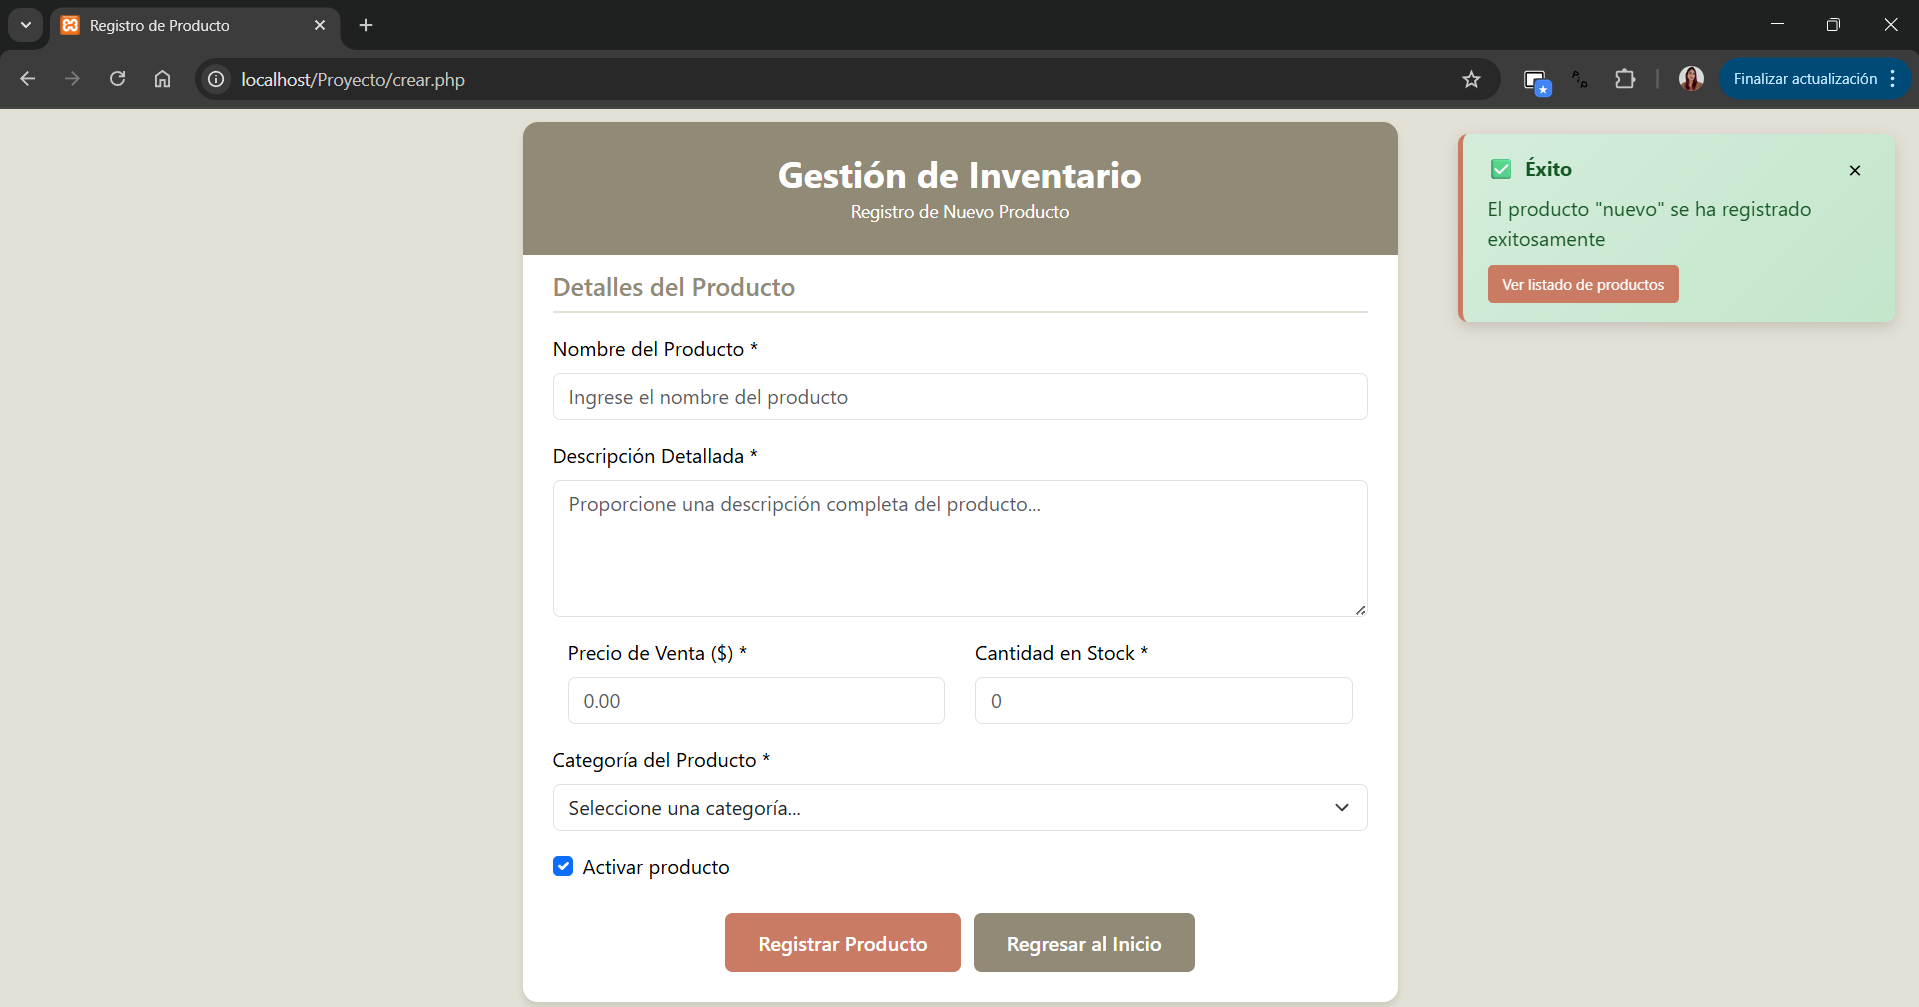 Registro de Producto
localhost/Proyecto/crear.php
Finalizar actualización
Gestión de Inventario
Registro de Nuevo Producto
Éxito
El producto "nuevo" se ha registrado
exitosamente
Ver listado de productos
Detalles del Producto
Nombre del Producto *
Ingrese el nombre del producto
Descripción Detallada *
Proporcione una descripción completa del producto...
Precio de Venta ($) *
Cantidad en Stock *
0.00
0
Categoría del Producto *
Seleccione una categoría...
Activar producto
Registrar Producto
Regresar al Inicio